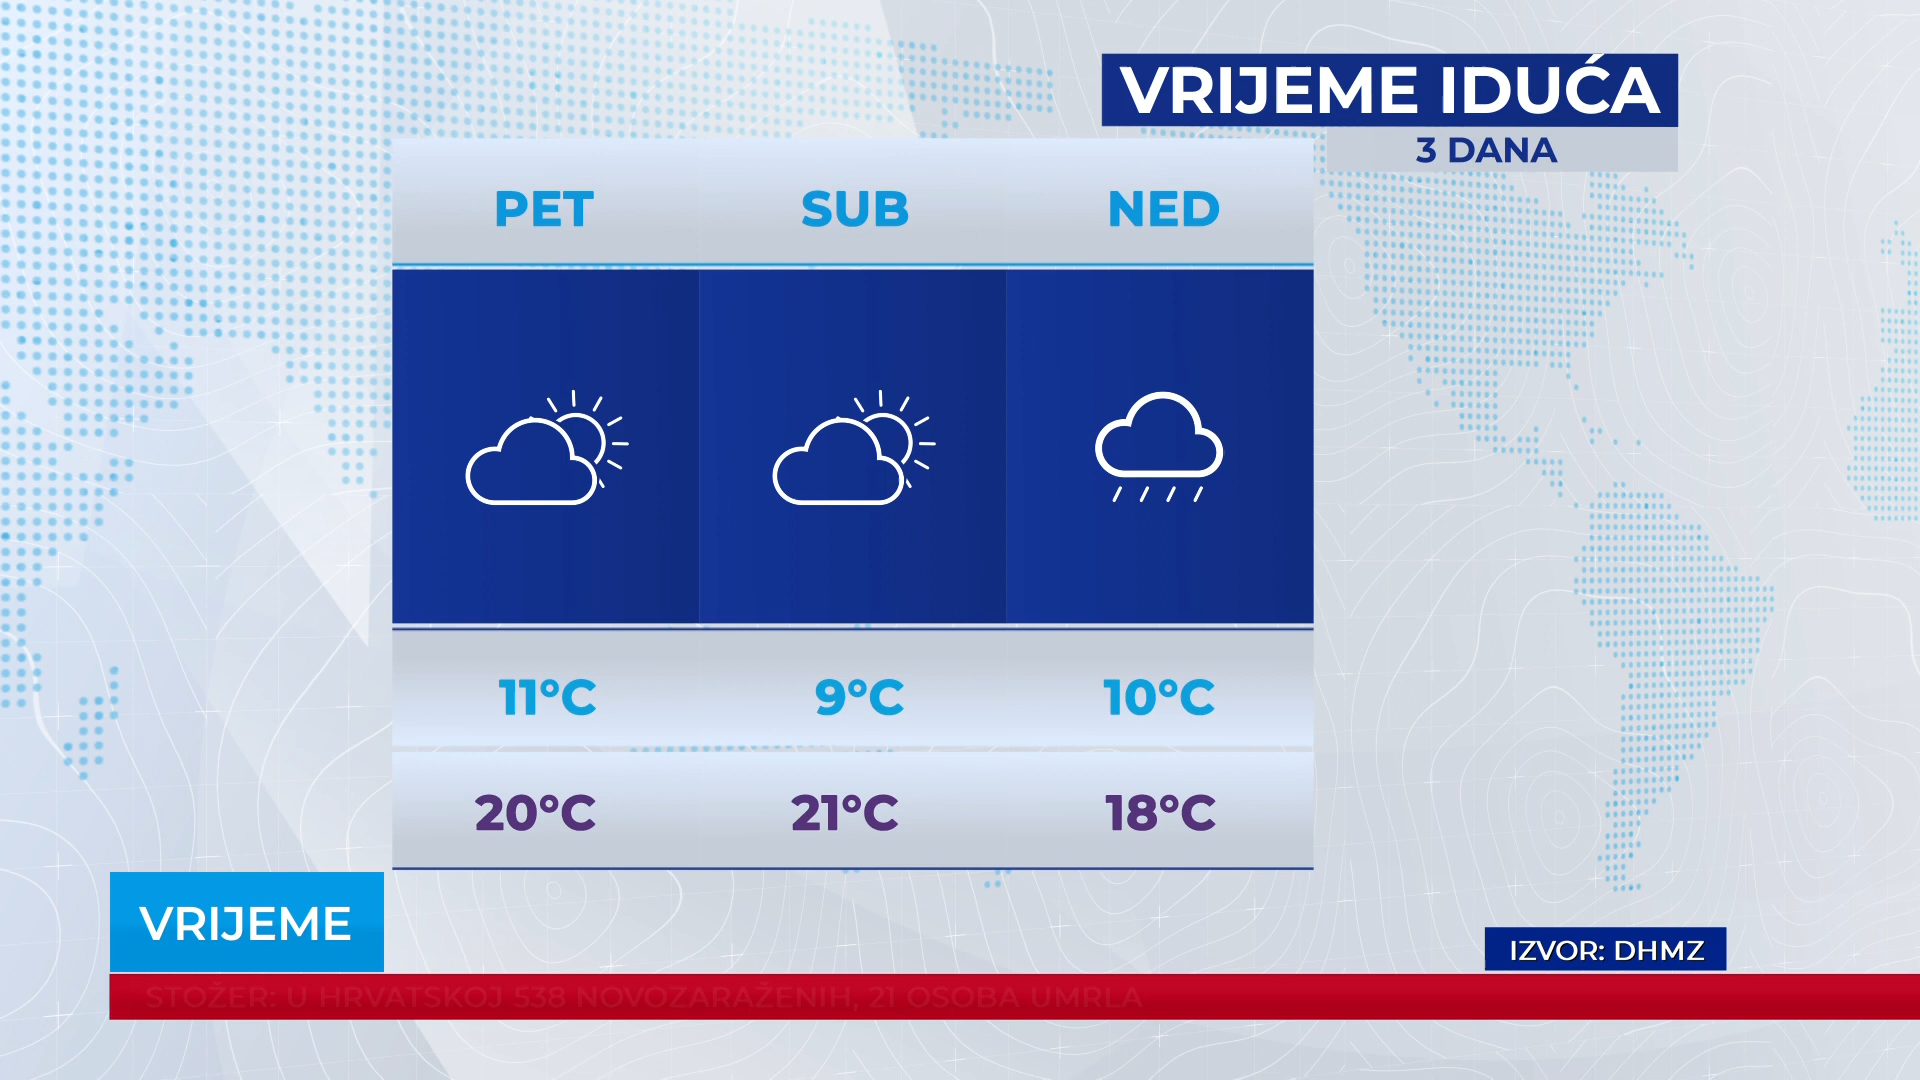 VRIJEME IDUĆA
3 DANA
PET SUB NED
11°C 9°C 10°C
20°C 21°C 18°C
VRIJEME
IZVOR: DHMZ
STOŽER: U HRVATSKOJ 538 NOVOZARAŽENIH, 21 OSOBA UMRLA